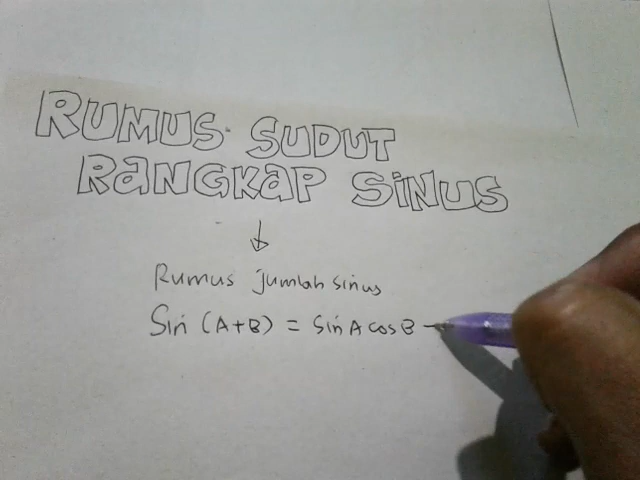 RUMUS SUDUT
RANGKAP SINUS
Rumus jumlah sinus
Sin (A+B) = Sin A cos B -